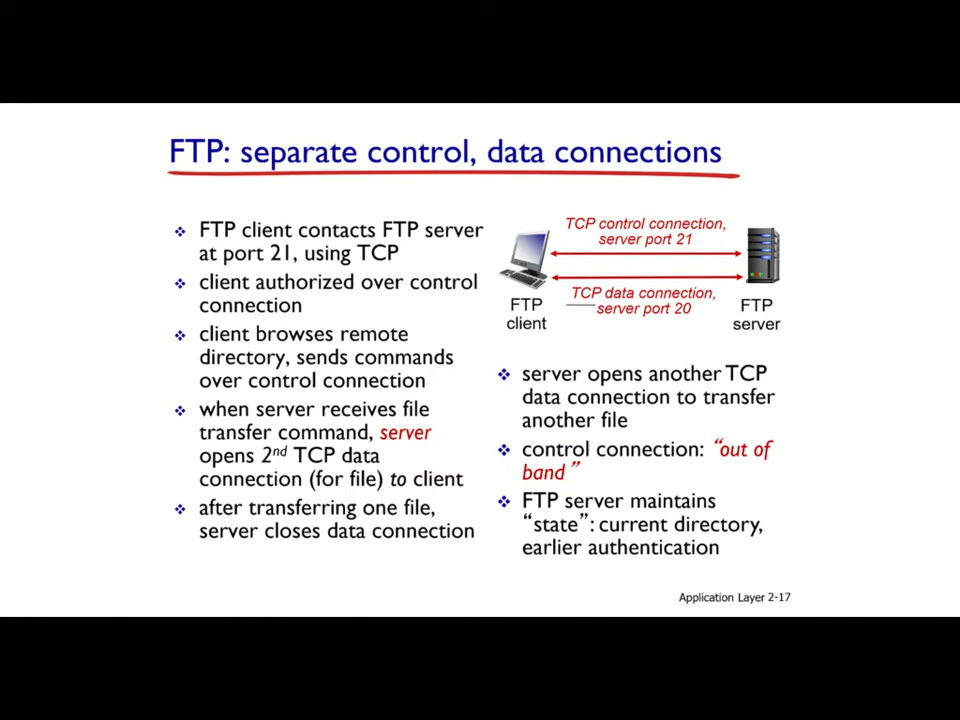 FTP: separate control, data connections
❖ FTP client contacts FTP server
at port 21, using TCP
❖ client authorized over control
connection
❖ client browses remote
directory, sends commands
over control connection
❖ when server receives file
transfer command, server
opens 2nd TCP data
connection (for file) to client
❖ after transferring one file,
server closes data connection
TCP control connection,
server port 21
TCP data connection,
server port 20
FTP
client
FTP
server
❖ server opens another TCP
data connection to transfer
another file
❖ control connection: “out of
band”
❖ FTP server maintains
“state”: current directory,
earlier authentication
Application Layer 2-17